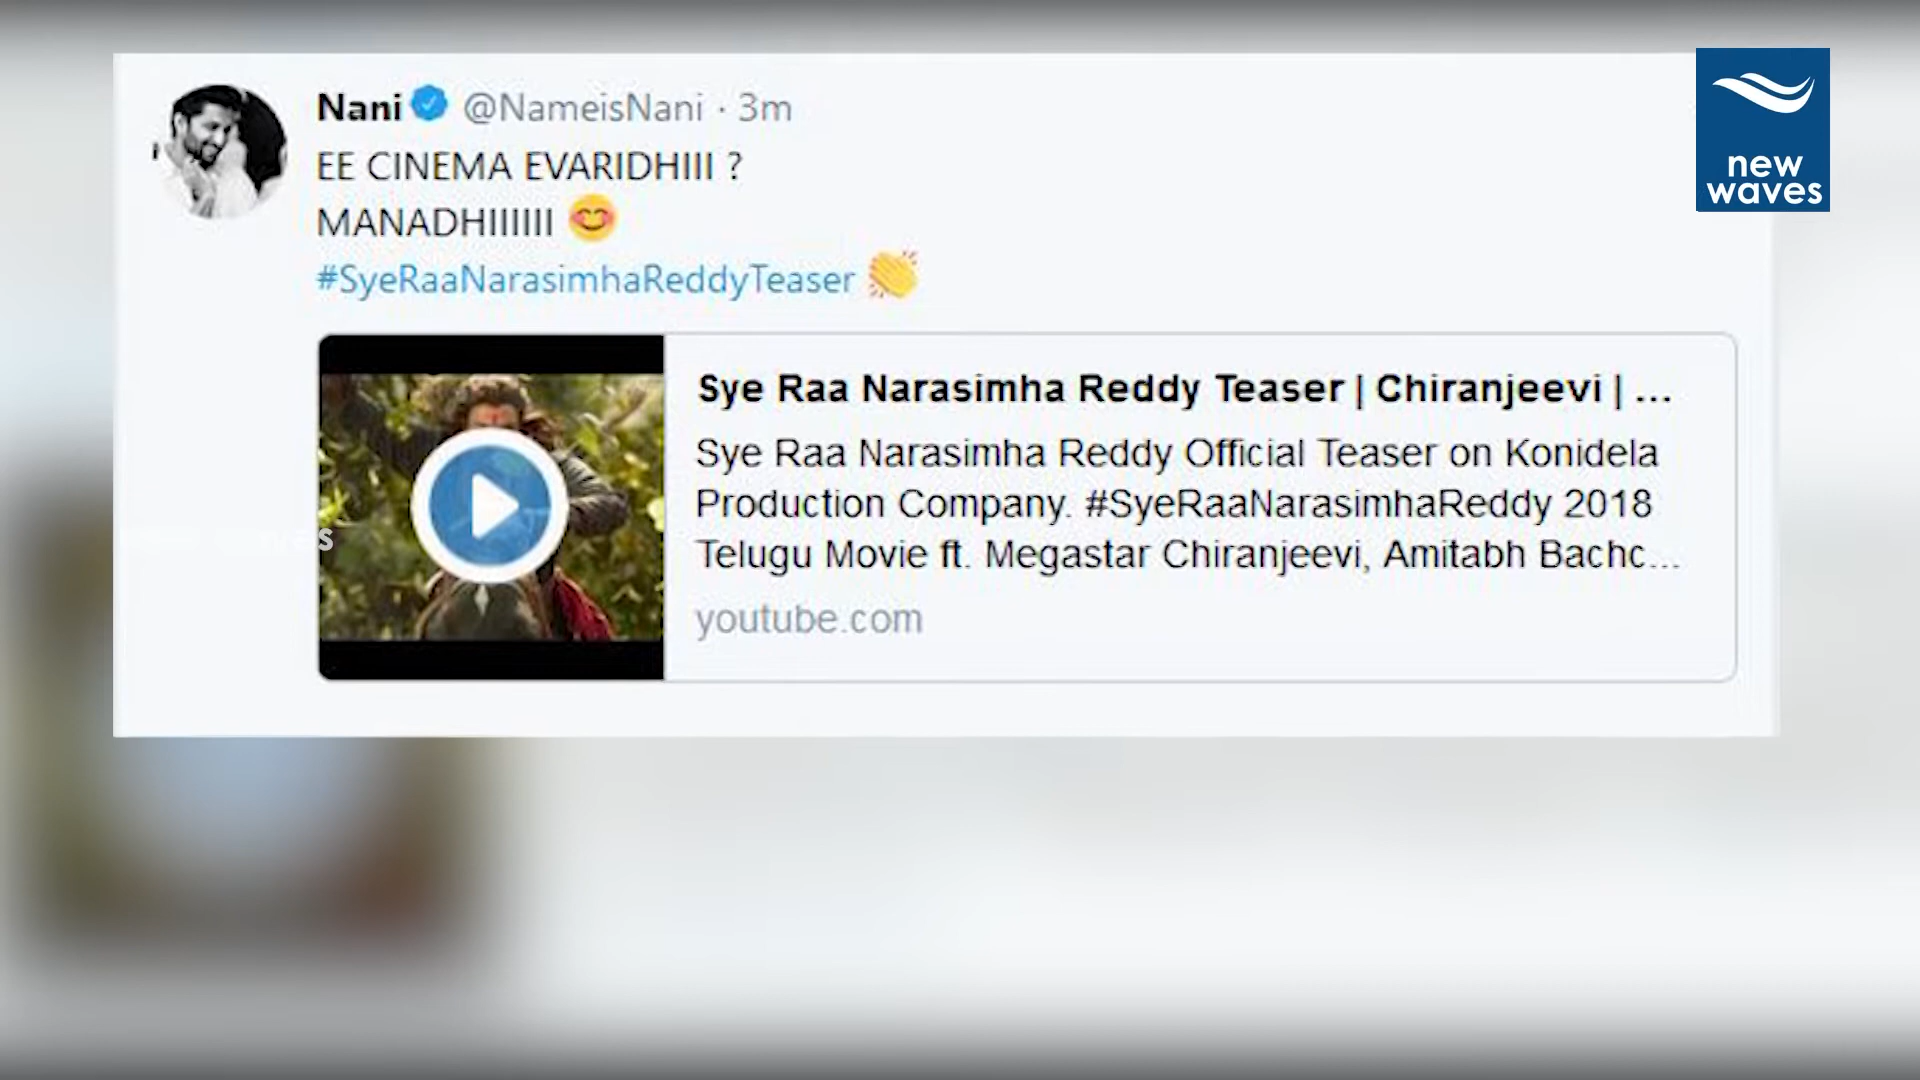 Nani @NameisNani · 3m
EE CINEMA EVARIDHIII ?
MANADHIIIIIII 😊
#SyeRaaNarasimhaReddyTeaser 👏
Sye Raa Narasimha Reddy Teaser | Chiranjeevi | ...
Sye Raa Narasimha Reddy Official Teaser on Konidela
Production Company. #SyeRaaNarasimhaReddy 2018
Telugu Movie ft. Megastar Chiranjeevi, Amitabh Bachc...
youtube.com
new
waves